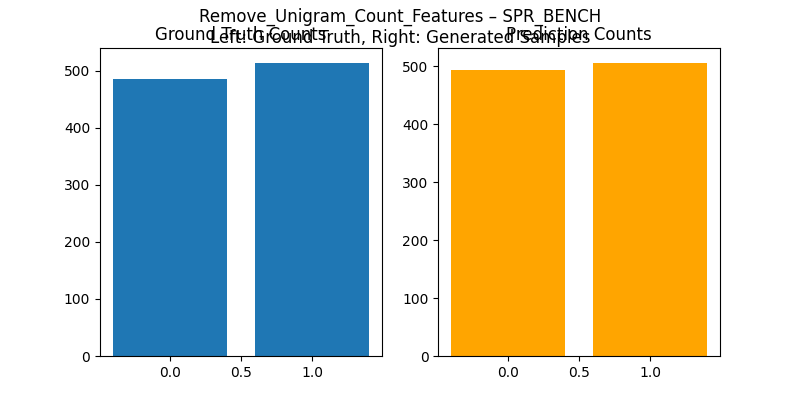 Remove_Unigram_Count_Features – SPR_BENCH
Left: Ground Truth, Right: Generated Samples
Ground Truth Counts
Prediction Counts
500
400
300
200
100
0
0.0 0.5 1.0
500
400
300
200
100
0
0.0 0.5 1.0